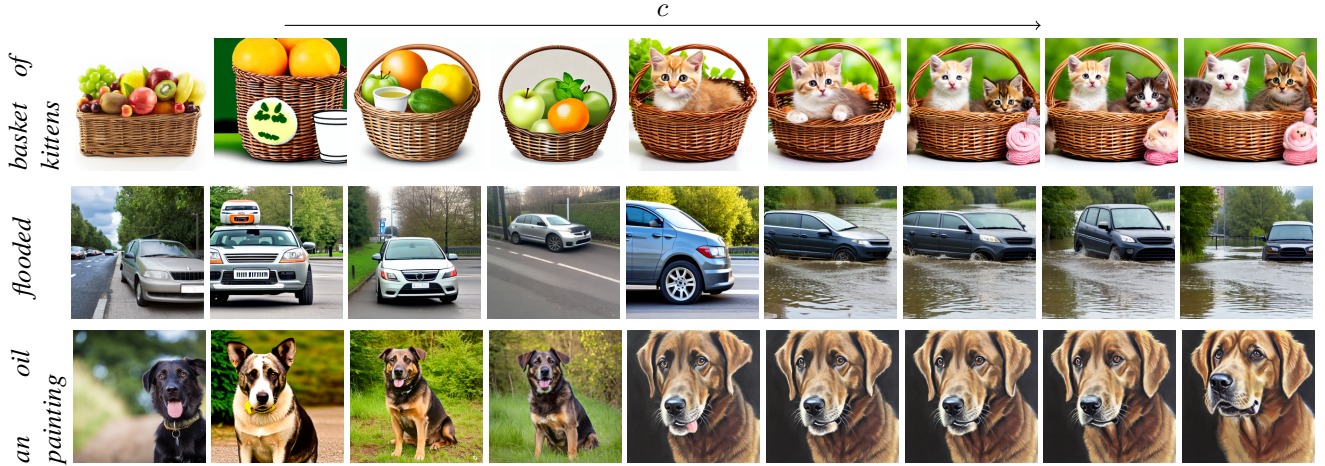 c
basket of
kittens
flooded
an oil
painting